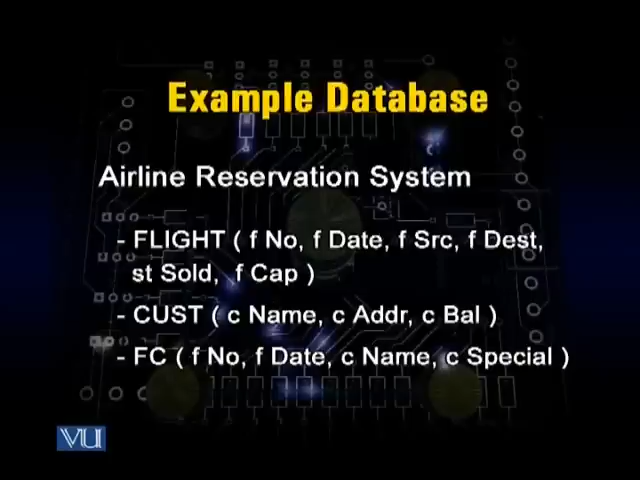 Example Database
Airline Reservation System
- FLIGHT ( f No, f Date, f Src, f Dest,
st Sold, f Cap )
- CUST ( c Name, c Addr, c Bal )
- FC ( f No, f Date, c Name, c Special )
VU